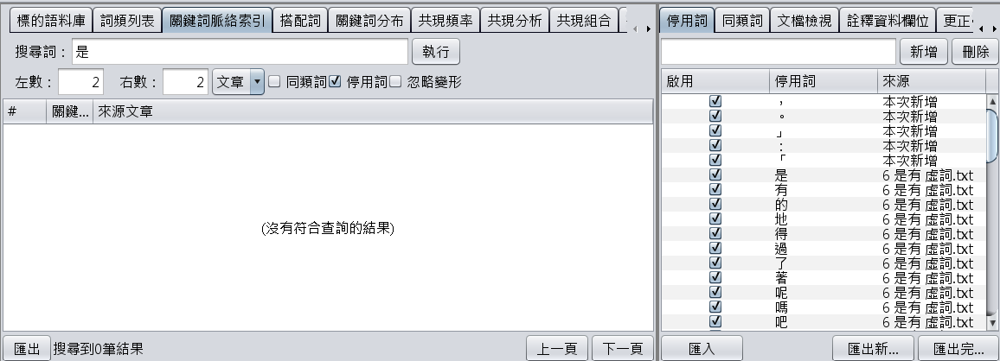 標的語料庫 詞頻列表 關鍵詞脈絡索引 搭配詞 關鍵詞分布 共現頻率 共現分析 共現組合
搜尋詞： 是 執行
左數： 2 右數： 2 文章 同類詞 停用詞 忽略變形
# 關鍵... 來源文章
(沒有符合查詢的結果)
匯出 搜尋到0筆結果 上一頁 下一頁
停用詞 同類詞 文檔檢視 詮釋資料欄位 更正
新增 刪除
啟用 停用詞 來源
， 本次新增
。 本次新增
」 本次新增
： 本次新增
「 本次新增
是 6 是有 虛詞.txt
有 6 是有 虛詞.txt
的 6 是有 虛詞.txt
地 6 是有 虛詞.txt
得 6 是有 虛詞.txt
過 6 是有 虛詞.txt
了 6 是有 虛詞.txt
著 6 是有 虛詞.txt
呢 6 是有 虛詞.txt
嗎 6 是有 虛詞.txt
吧 6 是有 虛詞.txt
匯入 匯出新... 匯出完...